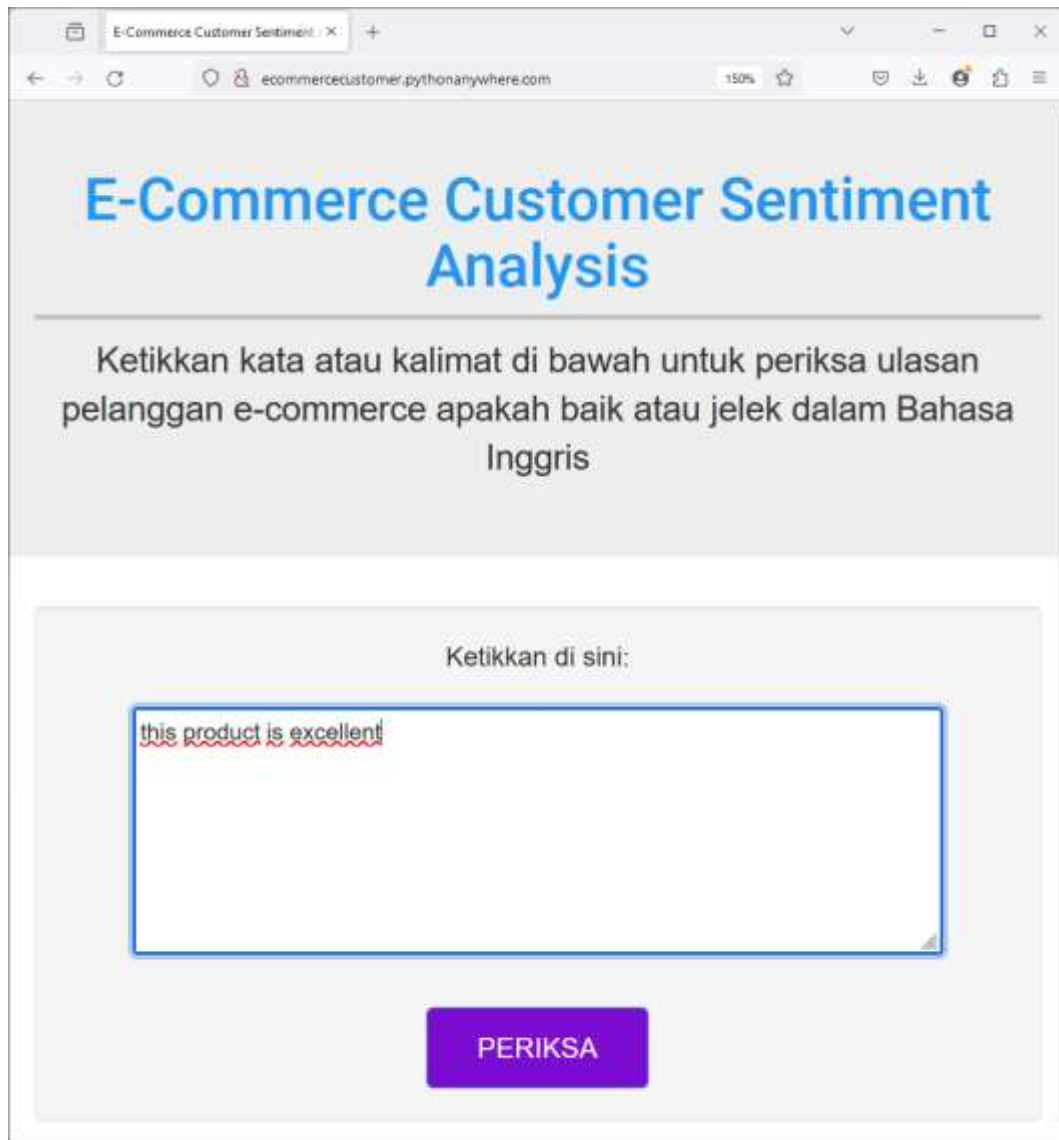 E-Commerce Customer Sentiment
ecommercecustomer.pythonanywhere.com
150%
E-Commerce Customer Sentiment
Analysis
Ketikkan kata atau kalimat di bawah untuk periksa ulasan
pelanggan e-commerce apakah baik atau jelek dalam Bahasa
Inggris
Ketikkan di sini:
this product is excellent
PERIKSA